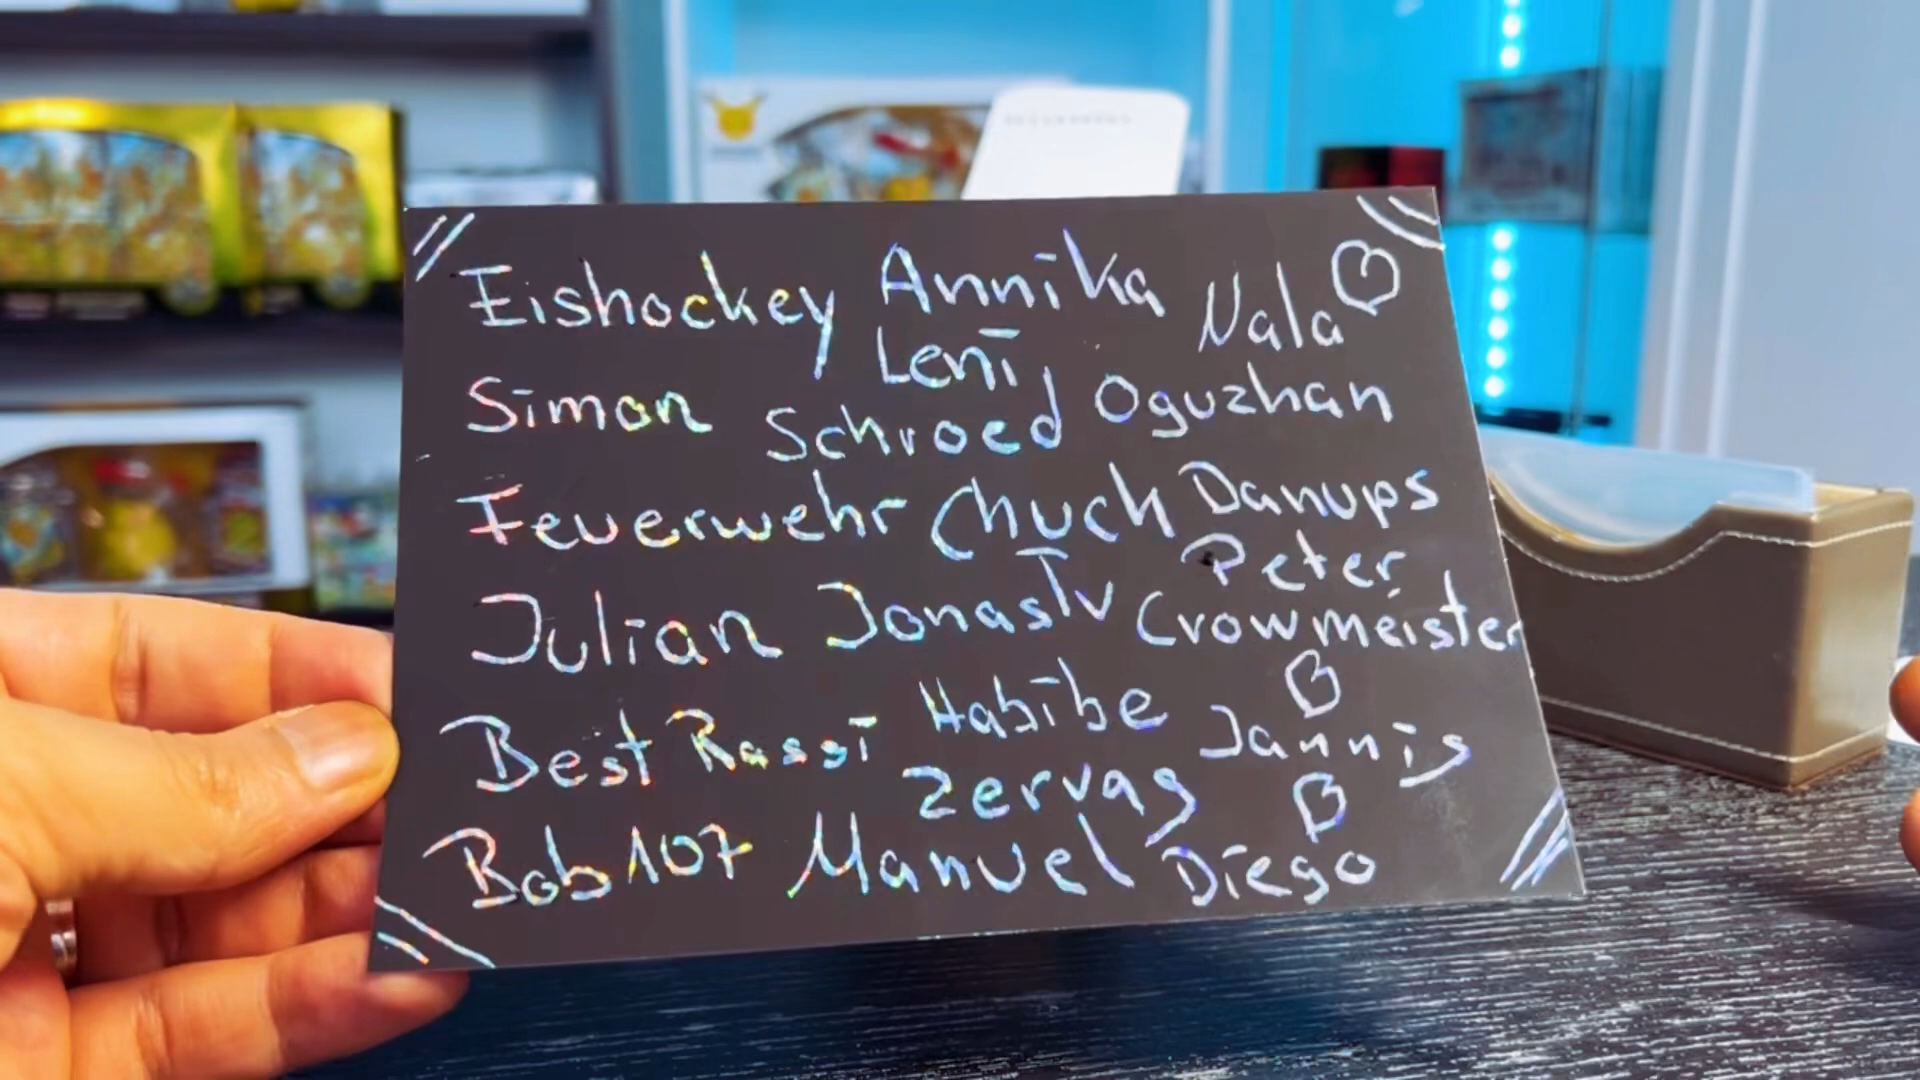 Eishockey Annika Nala
Leni
Simon Schroed Oguzhan
Feuerwehr Chuck Danups
Peter
Julian JonasTv Crowmeister
Best Rassi Habibe Jannis
Zervas
Bob107 Manuel Diego